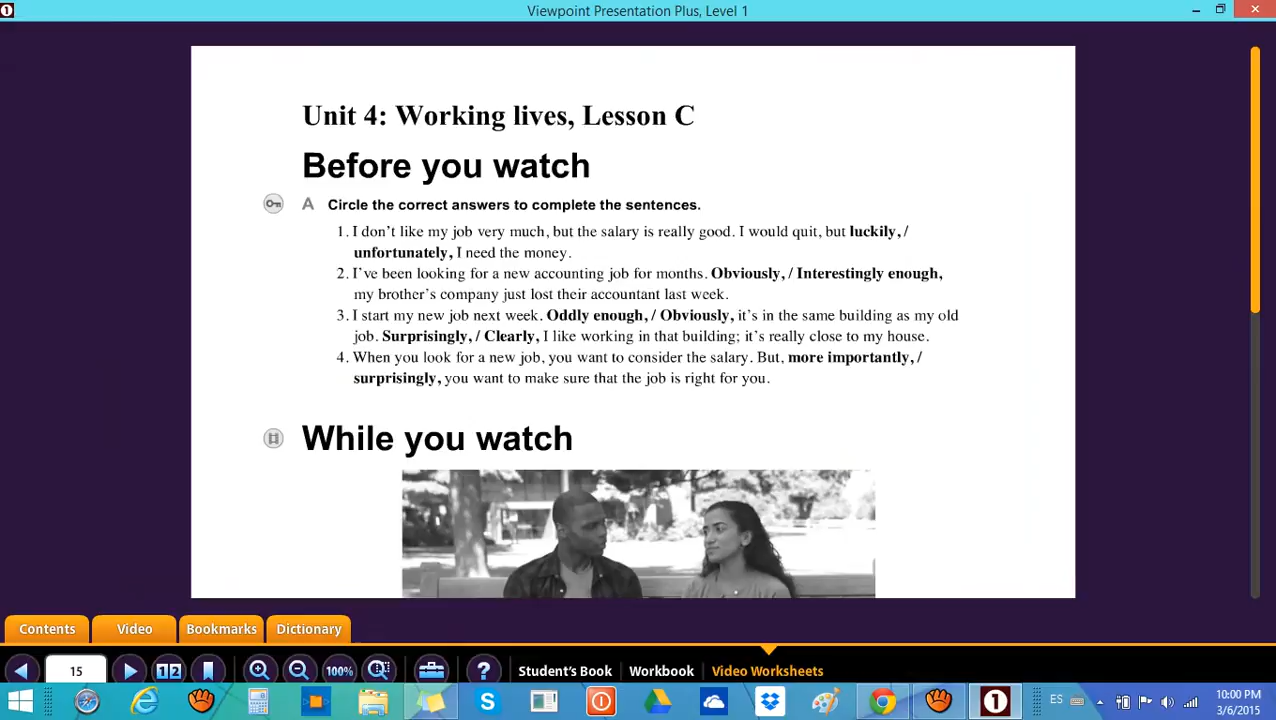 Viewpoint Presentation Plus, Level 1
Unit 4: Working lives, Lesson C
Before you watch
A Circle the correct answers to complete the sentences.
1. I don't like my job very much, but the salary is really good. I would quit, but luckily, /
unfortunately, I need the money.
2. I've been looking for a new accounting job for months. Obviously, / Interestingly enough,
my brother's company just lost their accountant last week.
3. I start my new job next week. Oddly enough, / Obviously, it's in the same building as my old
job. Surprisingly, / Clearly, I like working in that building; it's really close to my house.
4. When you look for a new job, you want to consider the salary. But, more importantly, /
surprisingly, you want to make sure that the job is right for you.
While you watch
Contents Video Bookmarks Dictionary
15 12 100% ? Student's Book Workbook Video Worksheets
ES 10:00 PM
3/6/2015